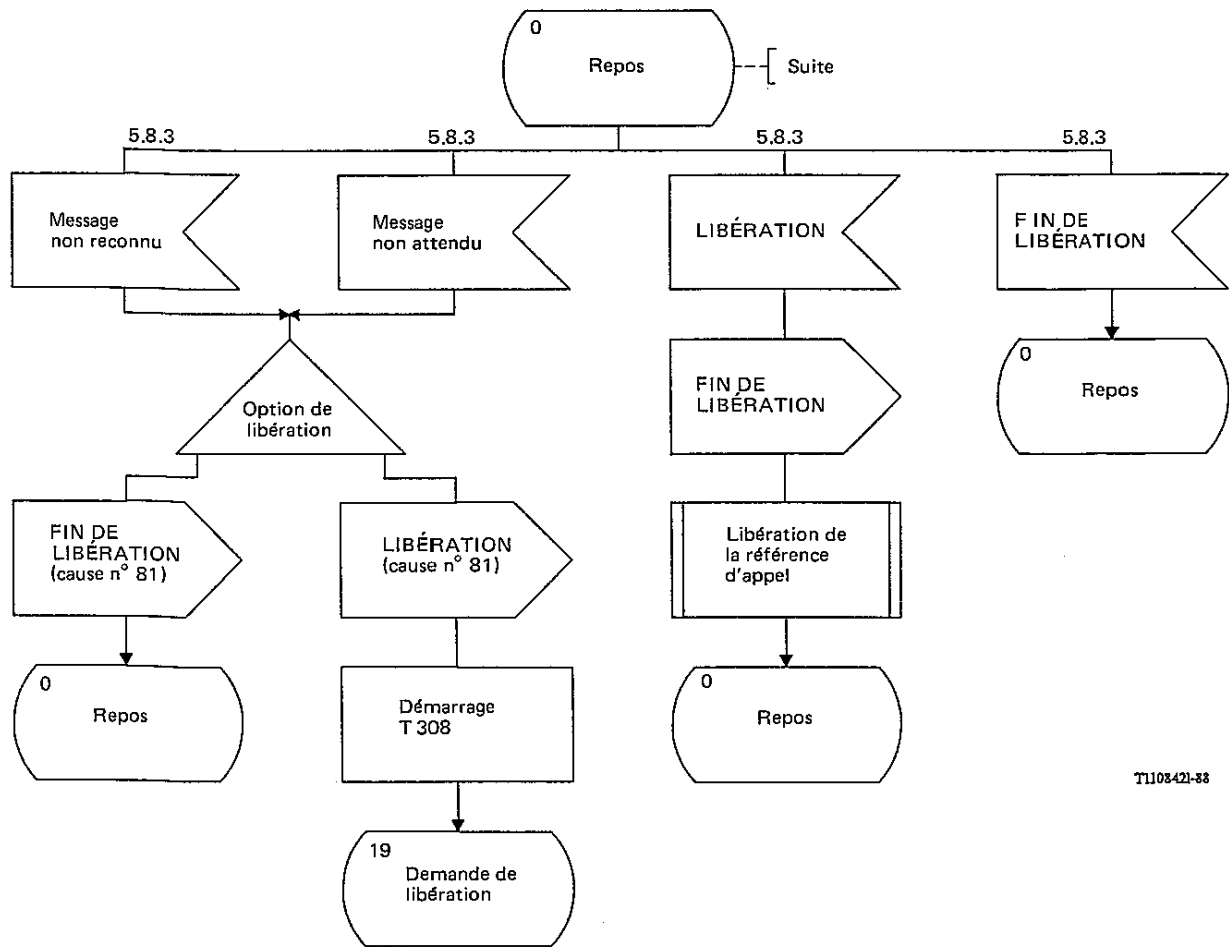 0
Repos
Suite
5.8.3
5.8.3
5.8.3
5.8.3
Message
non reconnu
Message
non attendu
LIBÉRATION
F IN DE
LIBÉRATION
Option de
libération
FIN DE
LIBÉRATION
0
Repos
FIN DE
LIBÉRATION
(cause n° 81)
LIBÉRATION
(cause n° 81)
Libération de
la référence
d'appel
0
Repos
Démarrage
T 308
0
Repos
T1108421-88
19
Demande de
libération